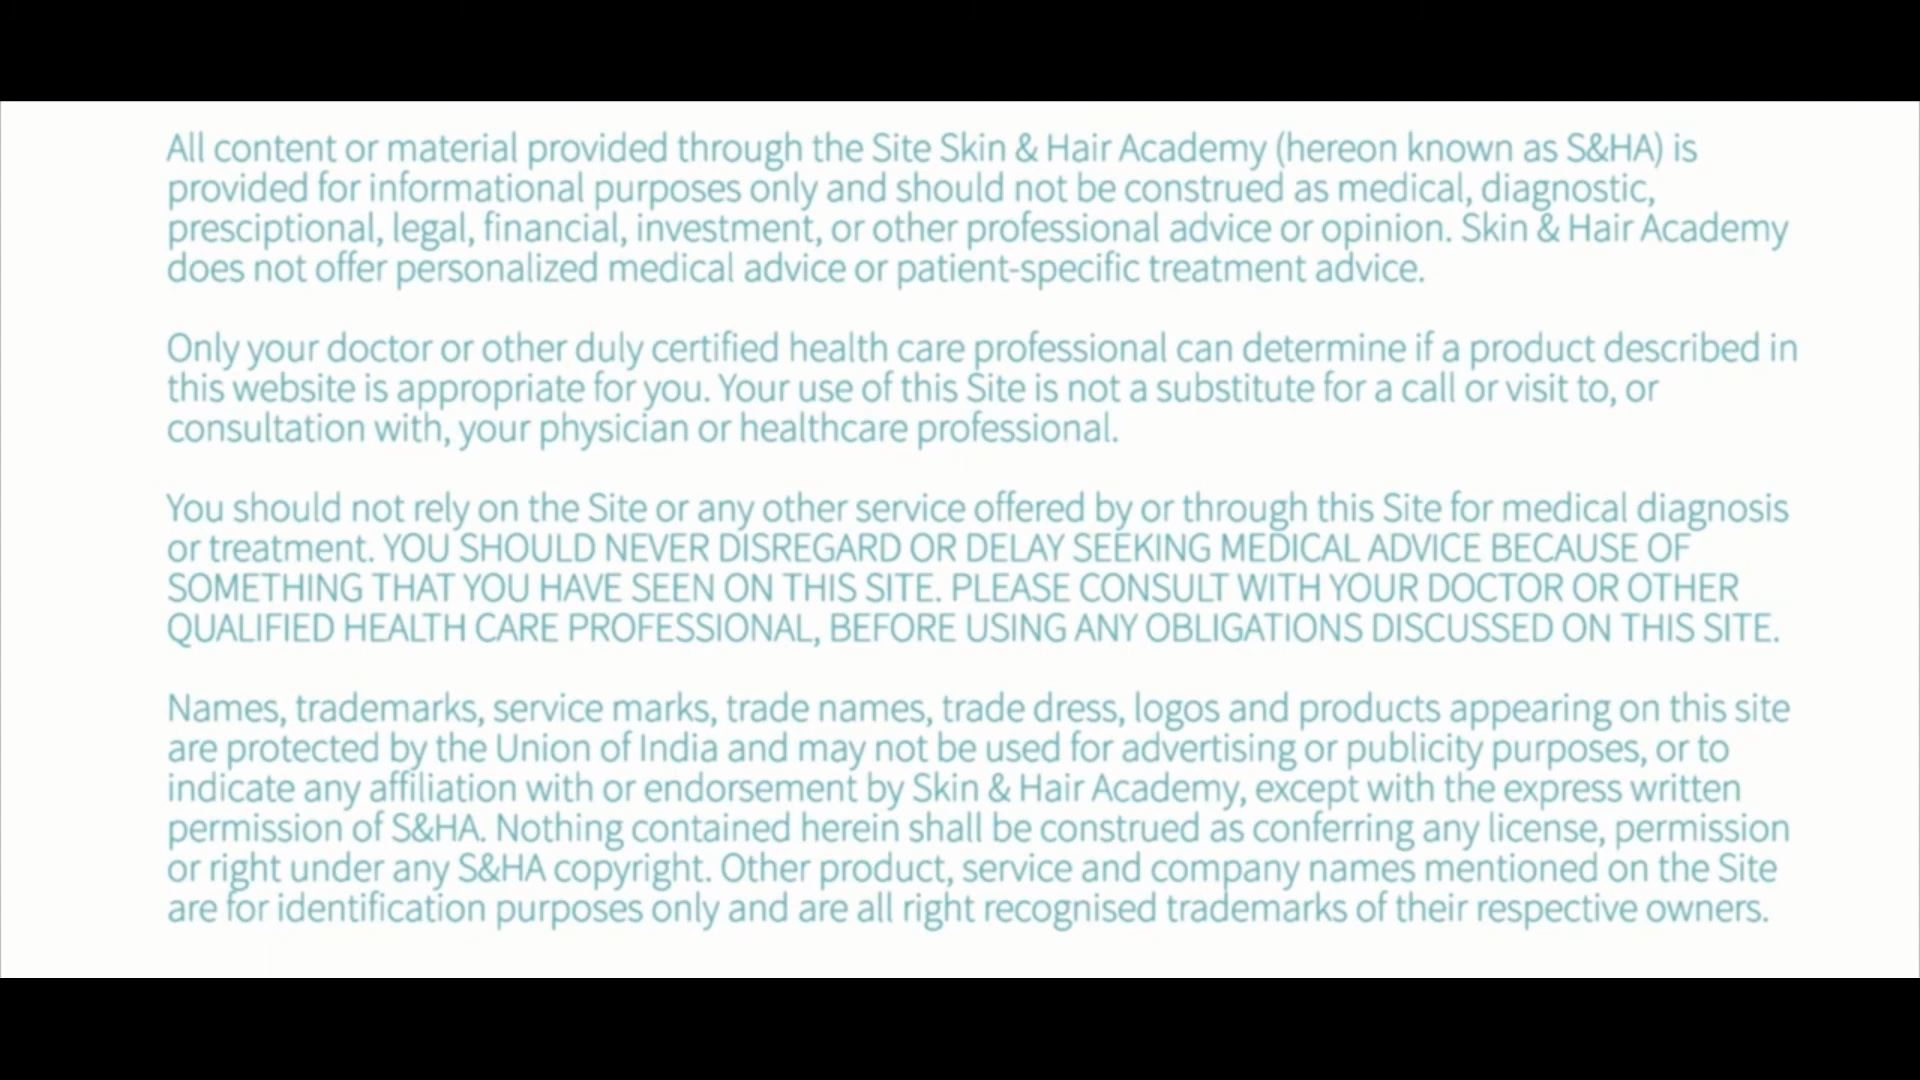 All content or material provided through the Site Skin & Hair Academy (hereon known as S&HA) is
provided for informational purposes only and should not be construed as medical, diagnostic,
presciptional, legal, financial, investment, or other professional advice or opinion. Skin & Hair Academy
does not offer personalized medical advice or patient-specific treatment advice.
Only your doctor or other duly certified health care professional can determine if a product described in
this website is appropriate for you. Your use of this Site is not a substitute for a call or visit to, or
consultation with, your physician or healthcare professional.
You should not rely on the Site or any other service offered by or through this Site for medical diagnosis
or treatment. YOU SHOULD NEVER DISREGARD OR DELAY SEEKING MEDICAL ADVICE BECAUSE OF
SOMETHING THAT YOU HAVE SEEN ON THIS SITE. PLEASE CONSULT WITH YOUR DOCTOR OR OTHER
QUALIFIED HEALTH CARE PROFESSIONAL, BEFORE USING ANY OBLIGATIONS DISCUSSED ON THIS SITE.
Names, trademarks, service marks, trade names, trade dress, logos and products appearing on this site
are protected by the Union of India and may not be used for advertising or publicity purposes, or to
indicate any affiliation with or endorsement by Skin & Hair Academy, except with the express written
permission of S&HA. Nothing contained herein shall be construed as conferring any license, permission
or right under any S&HA copyright. Other product, service and company names mentioned on the Site
are for identification purposes only and are all right recognised trademarks of their respective owners.